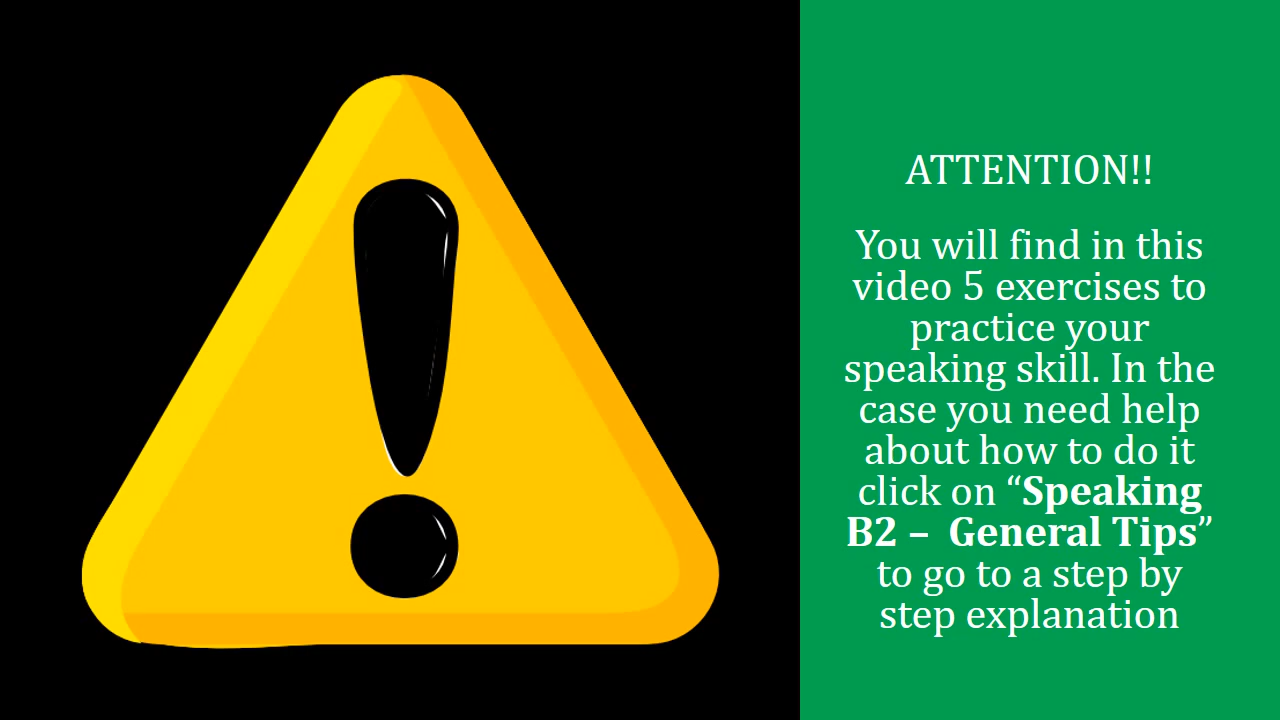 ATTENTION!!
You will find in this
video 5 exercises to
practice your
speaking skill. In the
case you need help
about how to do it
click on “Speaking
B2 – General Tips”
to go to a step by
step explanation